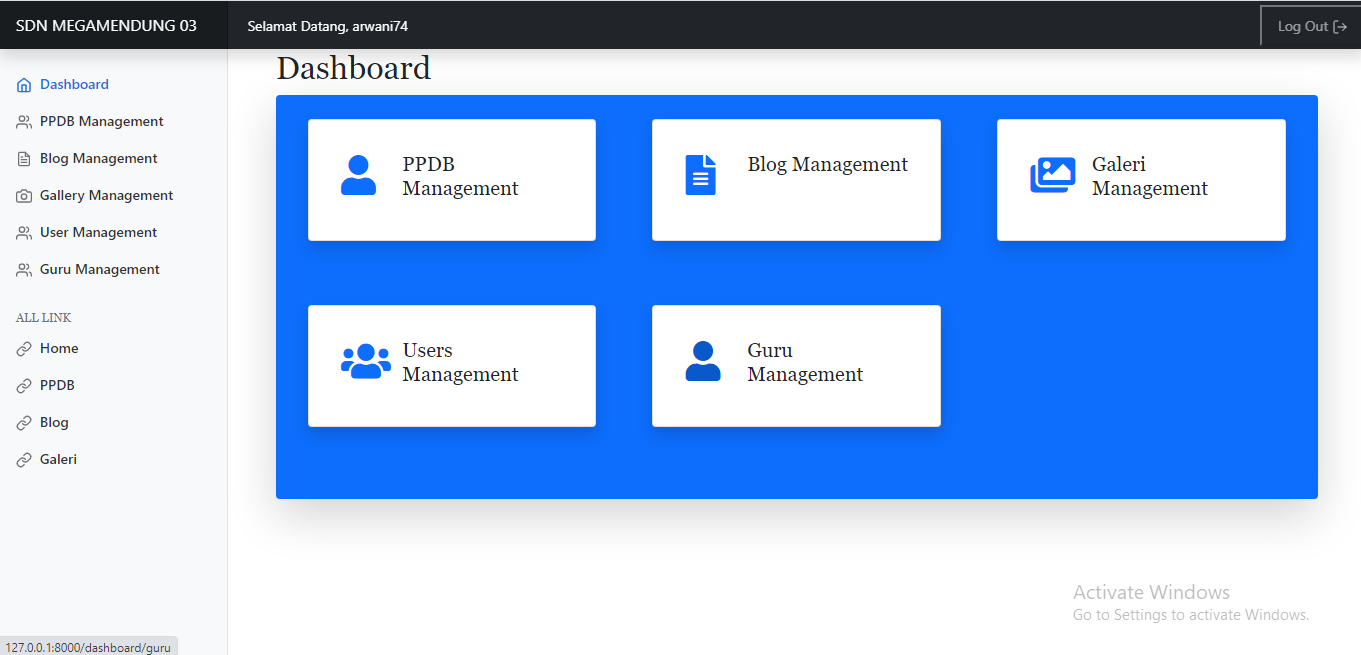 SDN MEGAMENDUNG 03
Selamat Datang, arwani74
Log Out
Dashboard
PPDB Management
Blog Management
Gallery Management
User Management
Guru Management
ALL LINK
Home
PPDB
Blog
Galeri
Dashboard
PPDB
Management
Blog Management
Galeri
Management
Users
Management
Guru
Management
Activate Windows
Go to Settings to activate Windows.
127.0.0.1:8000/dashboard/guru